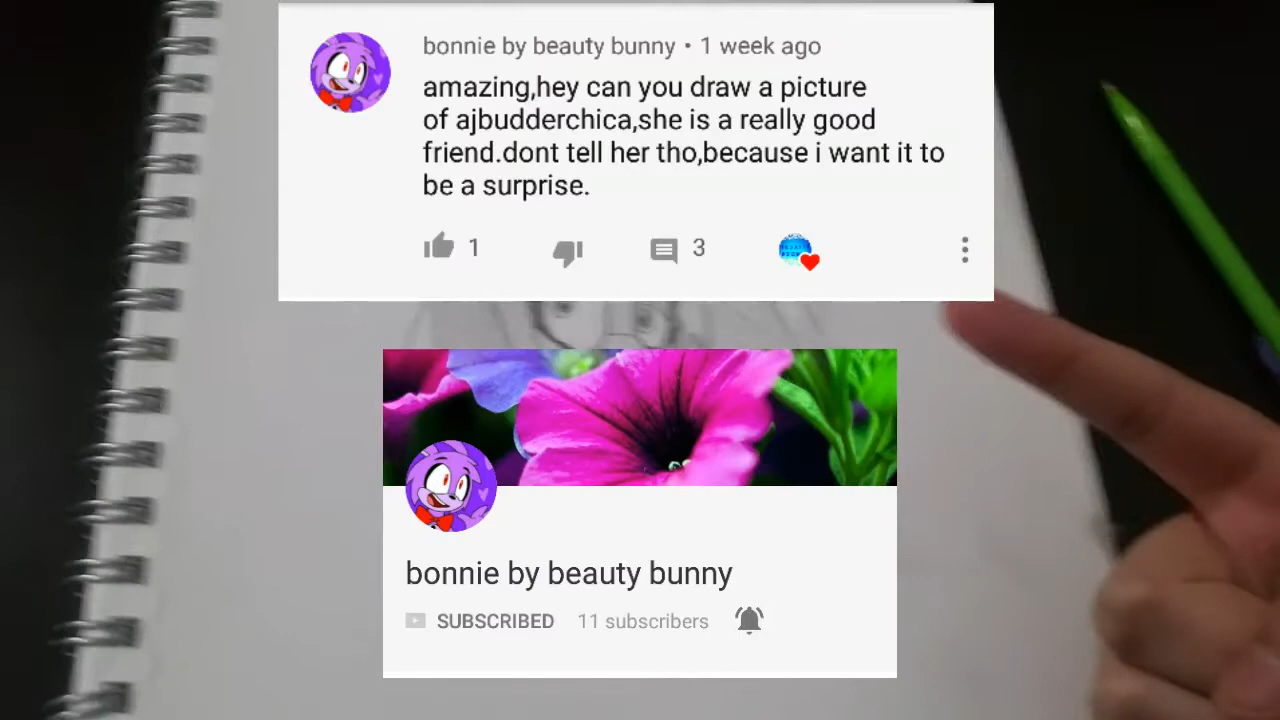 bonnie by beauty bunny • 1 week ago
amazing,hey can you draw a picture
of ajbudderchica,she is a really good
friend.dont tell her tho,because i want it to
be a surprise.
1 3
bonnie by beauty bunny
SUBSCRIBED 11 subscribers